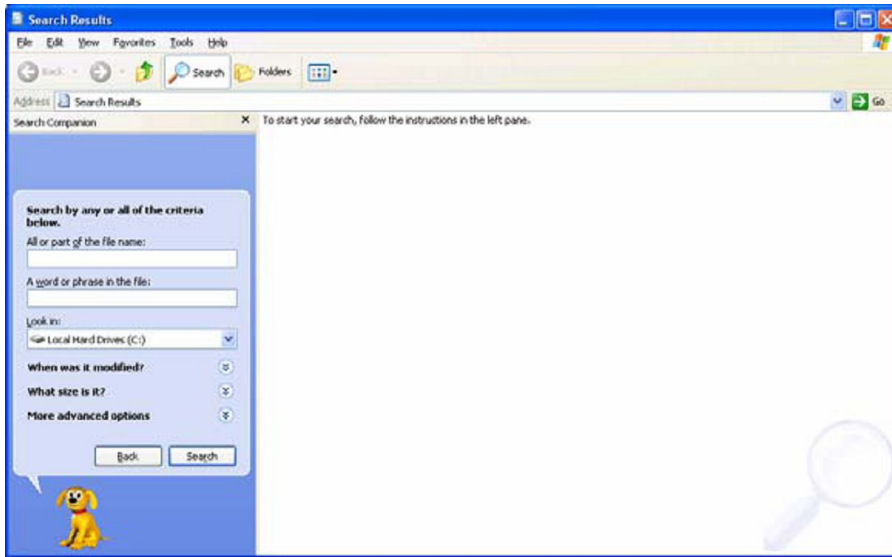 Search Results
File Edit View Favorites Tools Help
Back Search Folders
Address Search Results Go
Search Companion
To start your search, follow the instructions in the left pane.
Search by any or all of the criteria
below.
All or part of the file name:
A word or phrase in the file:
Look in:
Local Hard Drives (C:)
When was it modified?
What size is it?
More advanced options
Back Search